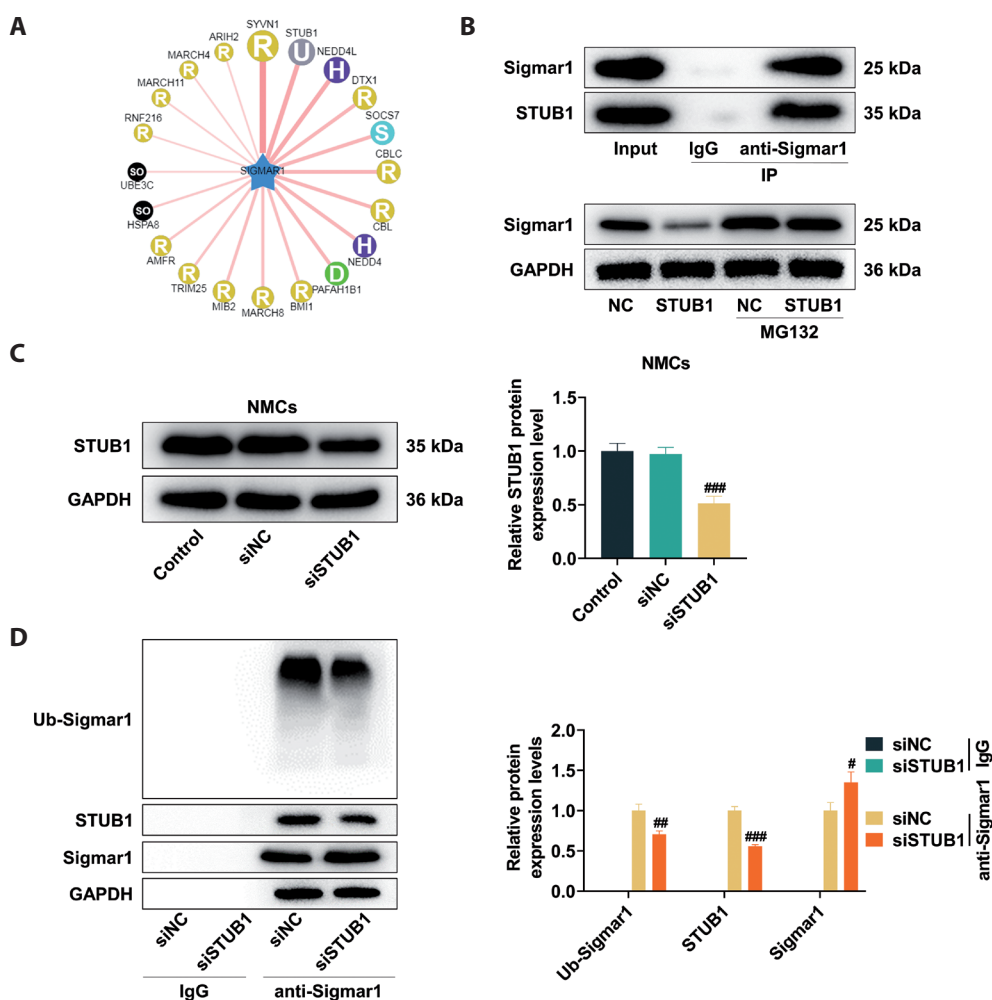 A
SYVN1
R
STUB1
U
NEDD4L
H
DTX1
R
SOCS7
S
CBLC
R
CBL
R
NEDD4
H
PAFAH1B1
D
BMI1
R
MARCH8
R
MIB2
R
TRIM25
R
AMFR
R
HSPA8
SO
UBE3C
SO
RNF216
R
MARCH11
R
MARCH4
R
ARIH2
R
SIGMAR1
B
Sigmar1 25 kDa
STUB1 35 kDa
Input IgG anti-Sigmar1
IP
Sigmar1 25 kDa
GAPDH 36 kDa
NC STUB1 NC STUB1
MG132
C
NMCs
STUB1 35 kDa
GAPDH 36 kDa
Control siNC siSTUB1
NMCs
Relative STUB1 protein
expression level
1.5
1.0
0.5
0.0
###
Control siNC siSTUB1
D
Ub-Sigmar1
STUB1
Sigmar1
GAPDH
siNC siSTUB1 siNC siSTUB1
IgG anti-Sigmar1
Relative protein
expression levels
2.0
1.5
1.0
0.5
0.0
##
###
#
Ub-Sigmar1 STUB1 Sigmar1
siNC
siSTUB1
IgG
siNC
siSTUB1
anti-Sigmar1